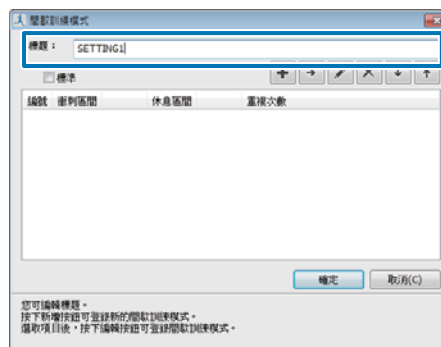 間歇訓練模式
標題： SETTING1
標準
編號 衝刺區間 休息區間 重複次數
確定 取消(C)
您可編輯標題。
按下新增按鈕可登錄新的間歇訓練模式。
選取項目後，按下編輯按鈕可登錄間歇訓練模式。